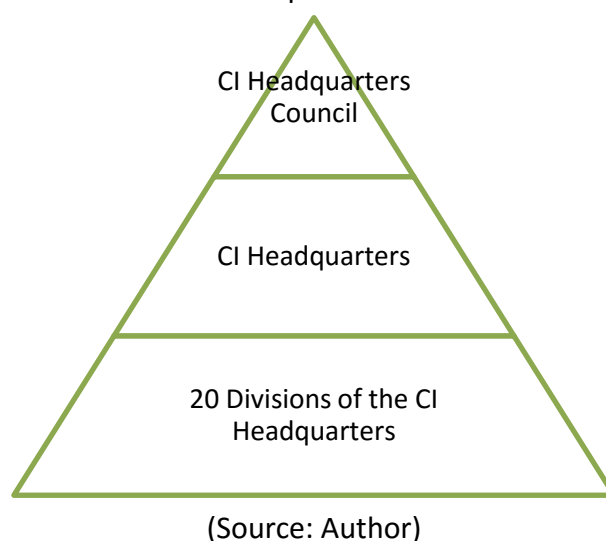 CI Headquarters
Council
CI Headquarters
20 Divisions of the CI
Headquarters
(Source: Author)